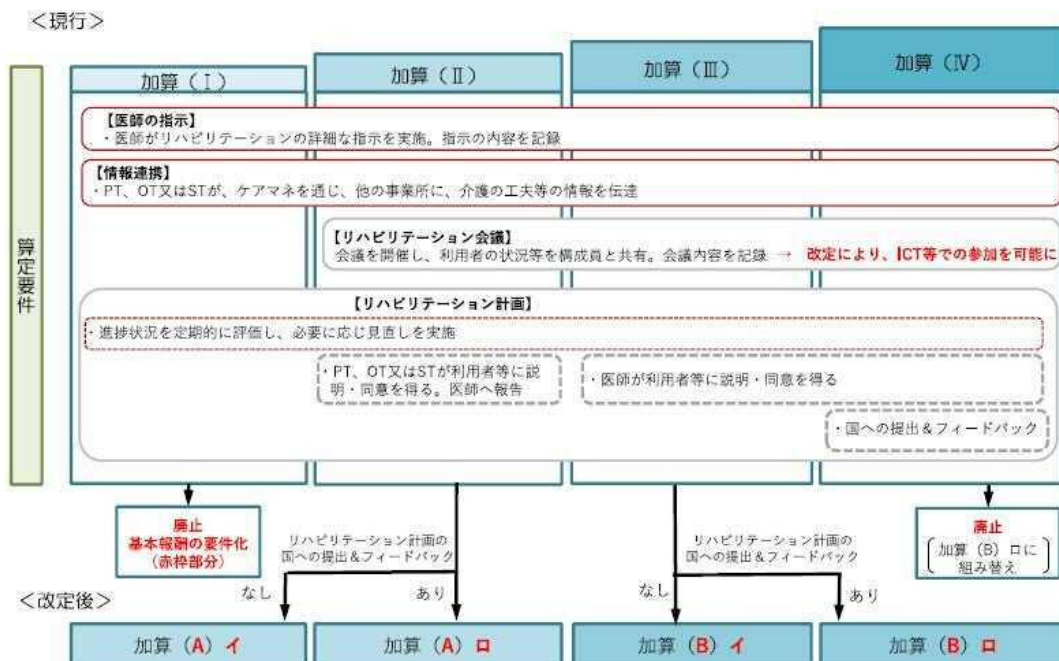 ＜現行＞
加算（Ⅰ）
加算（Ⅱ）
加算（Ⅲ）
加算（Ⅳ）
算定要件
【医師の指示】
・医師がリハビリテーションの詳細な指示を実施。指示の内容を記録
【情報連携】
・PT、OT又はSTが、ケアマネを通じ、他の事業所に、介護の工夫等の情報を伝達
【リハビリテーション会議】
会議を開催し、利用者の状況等を構成員と共有。会議内容を記録 → 改定により、ICT等での参加を可能に
【リハビリテーション計画】
・進捗状況を定期的に評価し、必要に応じ見直しを実施
・PT、OT又はSTが利用者等に説
明・同意を得る。医師へ報告
・医師が利用者等に説明・同意を得る
・国への提出＆フィードバック
廃止
基本報酬の要件化
（赤枠部分）
リハビリテーション計画の
国への提出＆フィードバック
なし
あり
リハビリテーション計画の
国への提出＆フィードバック
なし
あり
廃止
加算（B）ロに
組み替え
＜改定後＞
加算（A）イ
加算（A）ロ
加算（B）イ
加算（B）ロ